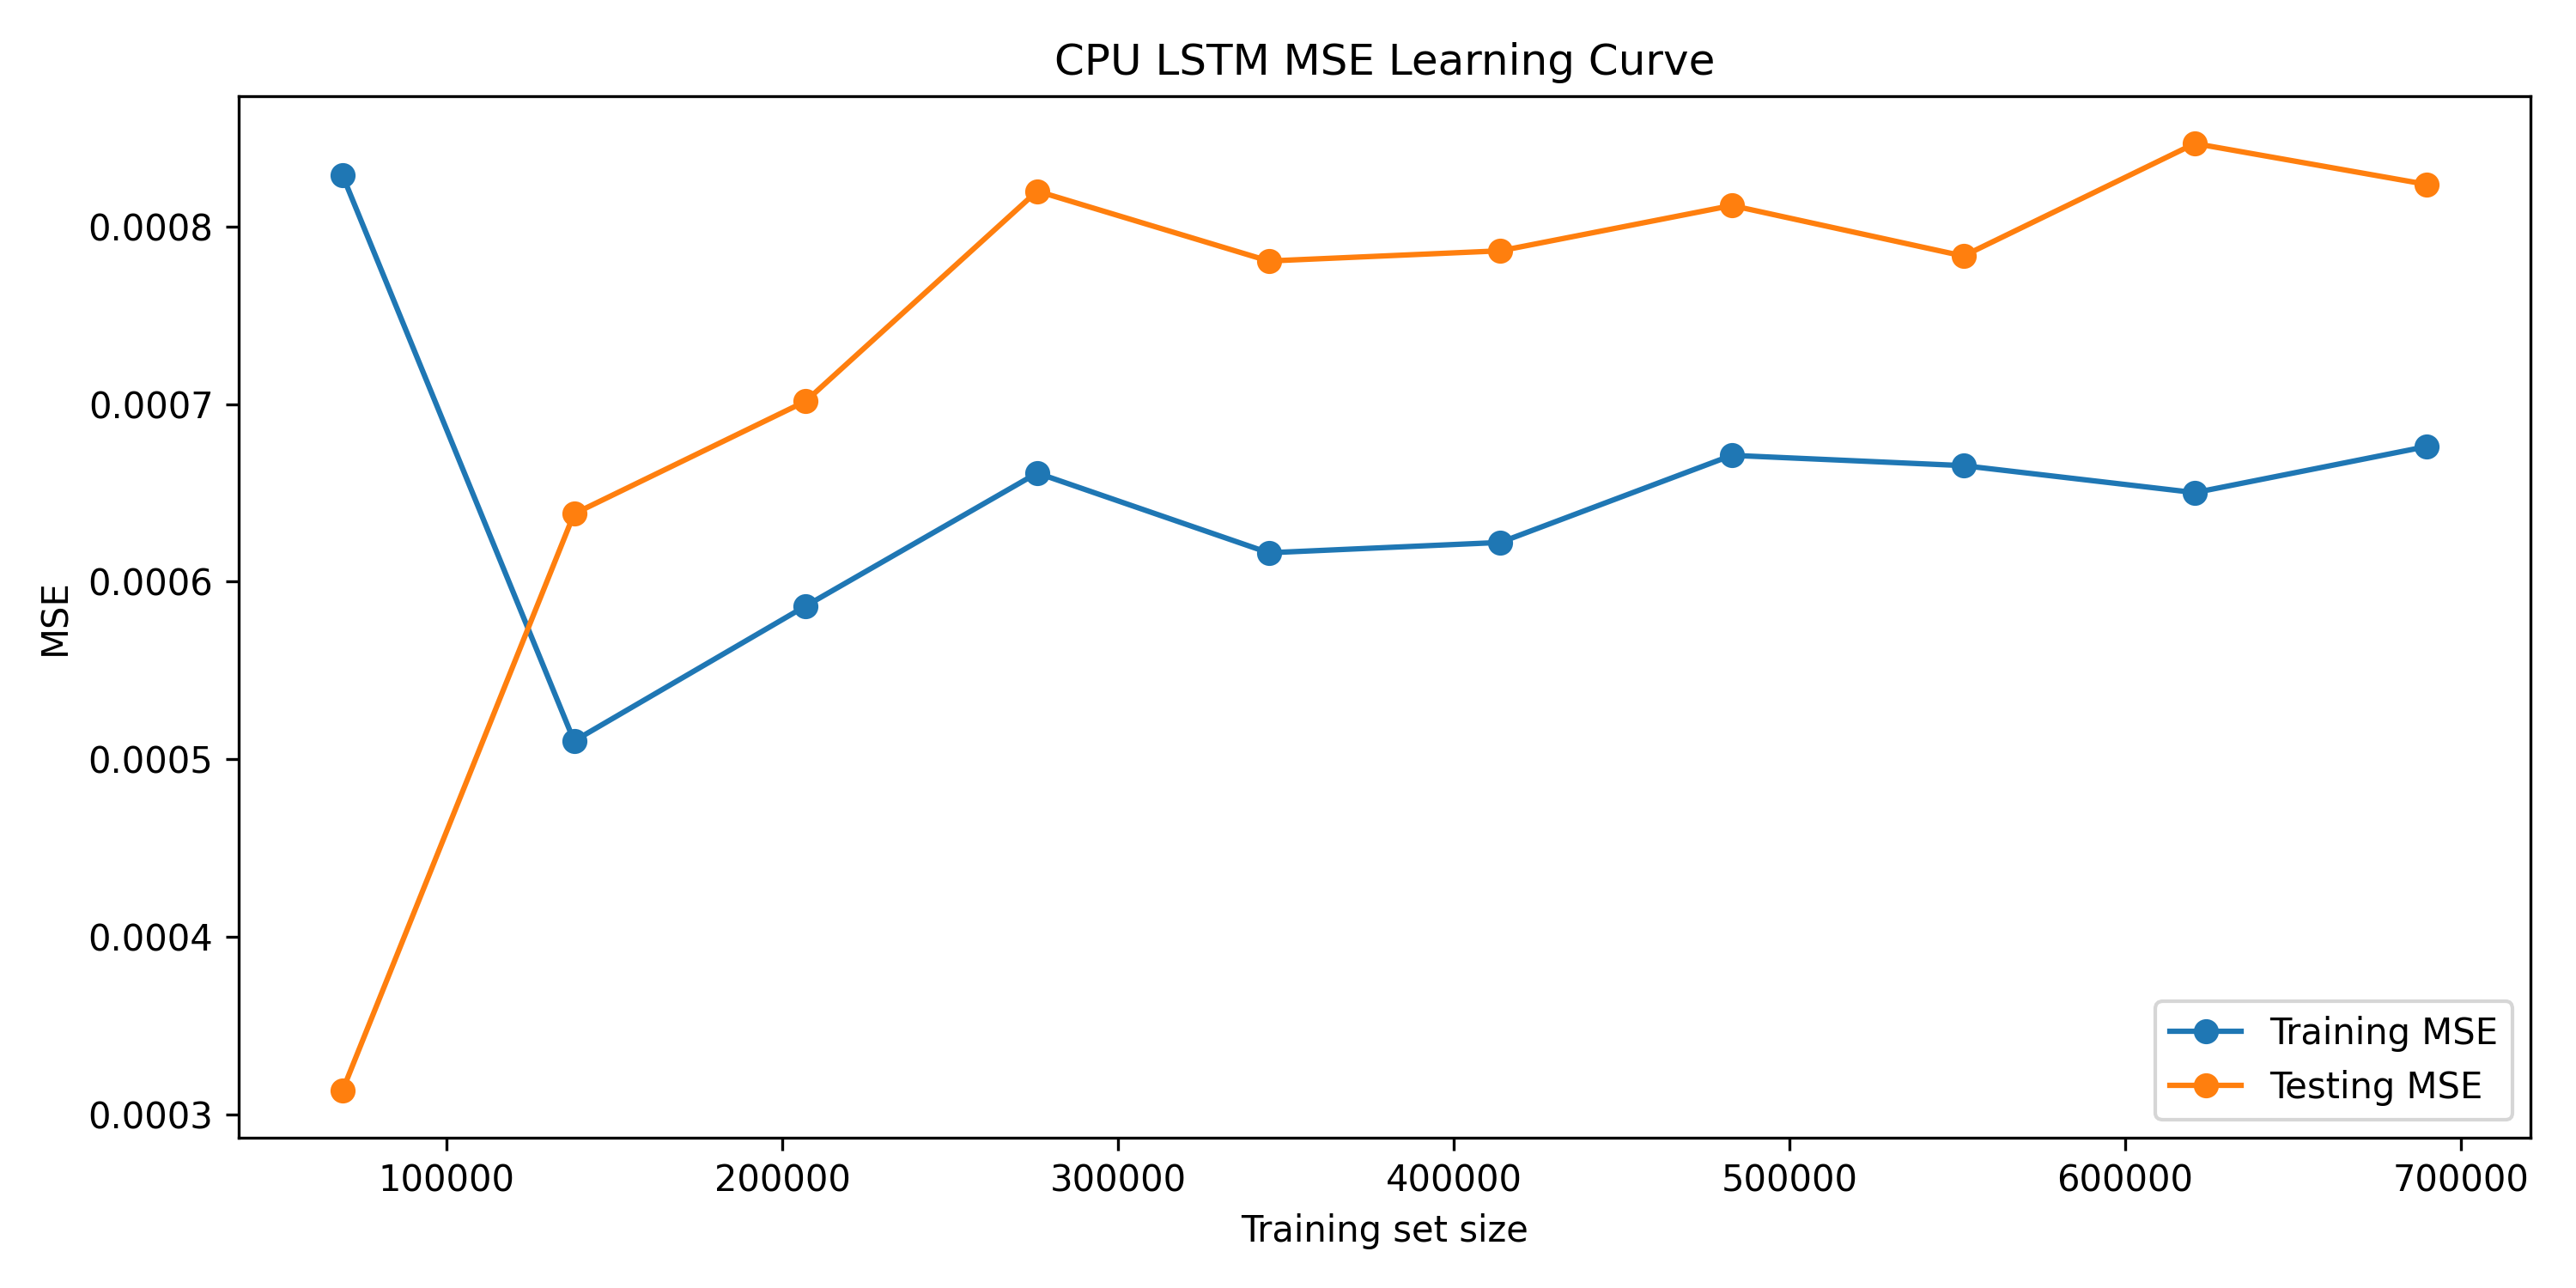 CPU LSTM MSE Learning Curve
MSE
0.0008
0.0007
0.0006
0.0005
0.0004
0.0003
100000 200000 300000 400000 500000 600000 700000
Training set size
Training MSE
Testing MSE